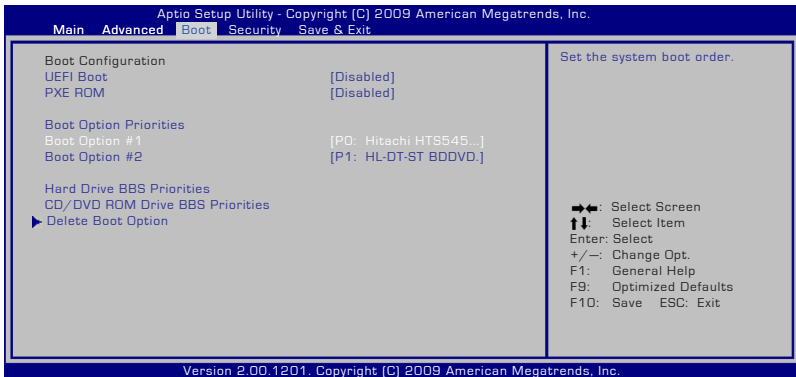 Aptio Setup Utility - Copyright (C) 2009 American Megatrends, Inc.
Main Advanced Boot Security Save & Exit
Boot Configuration
UEFI Boot [Disabled]
PXE ROM [Disabled]
Boot Option Priorities
Boot Option #1 [P0: Hitachi HTS545...]
Boot Option #2 [P1: HL-DT-ST BDDVD.]
Hard Drive BBS Priorities
CD/DVD ROM Drive BBS Priorities
Delete Boot Option
Set the system boot order.
→←: Select Screen
↑↓: Select Item
Enter: Select
+/—: Change Opt.
F1: General Help
F9: Optimized Defaults
F10: Save ESC: Exit
Version 2.00.1201. Copyright (C) 2009 American Megatrends, Inc.